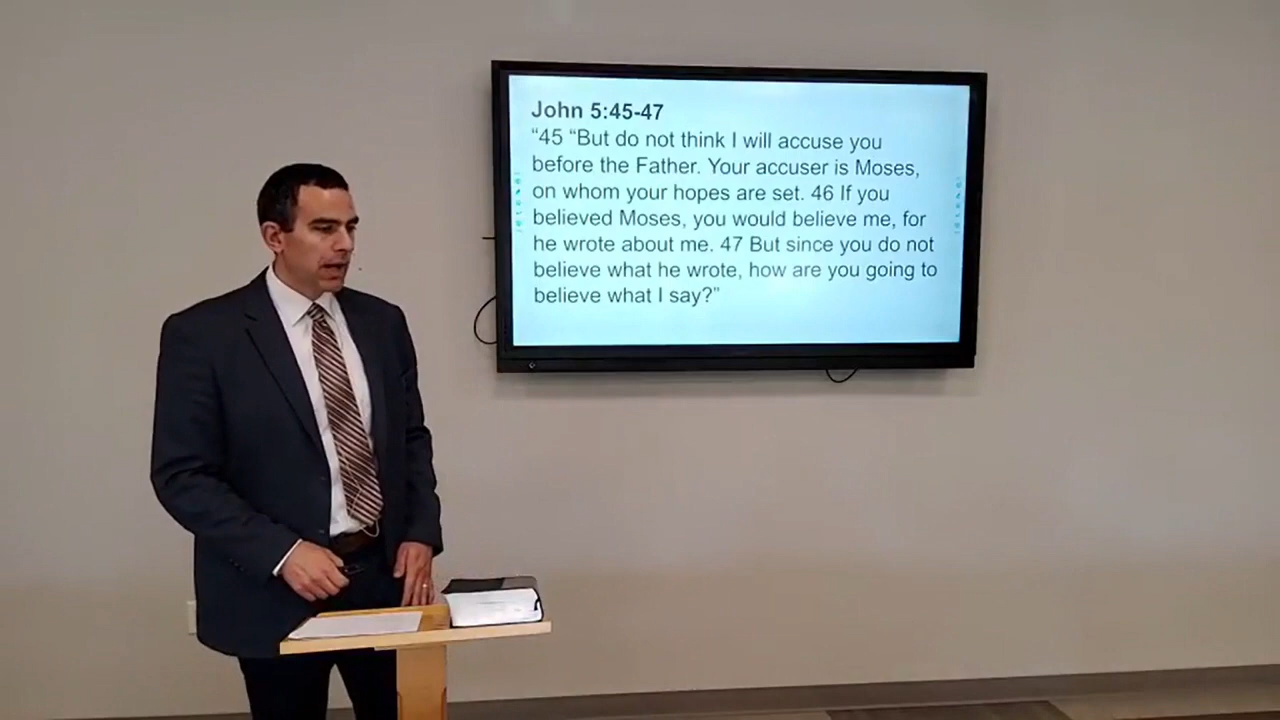 John 5:45-47
“45 “But do not think I will accuse you
before the Father. Your accuser is Moses,
on whom your hopes are set. 46 If you
believed Moses, you would believe me, for
he wrote about me. 47 But since you do not
believe what he wrote, how are you going to
believe what I say?”